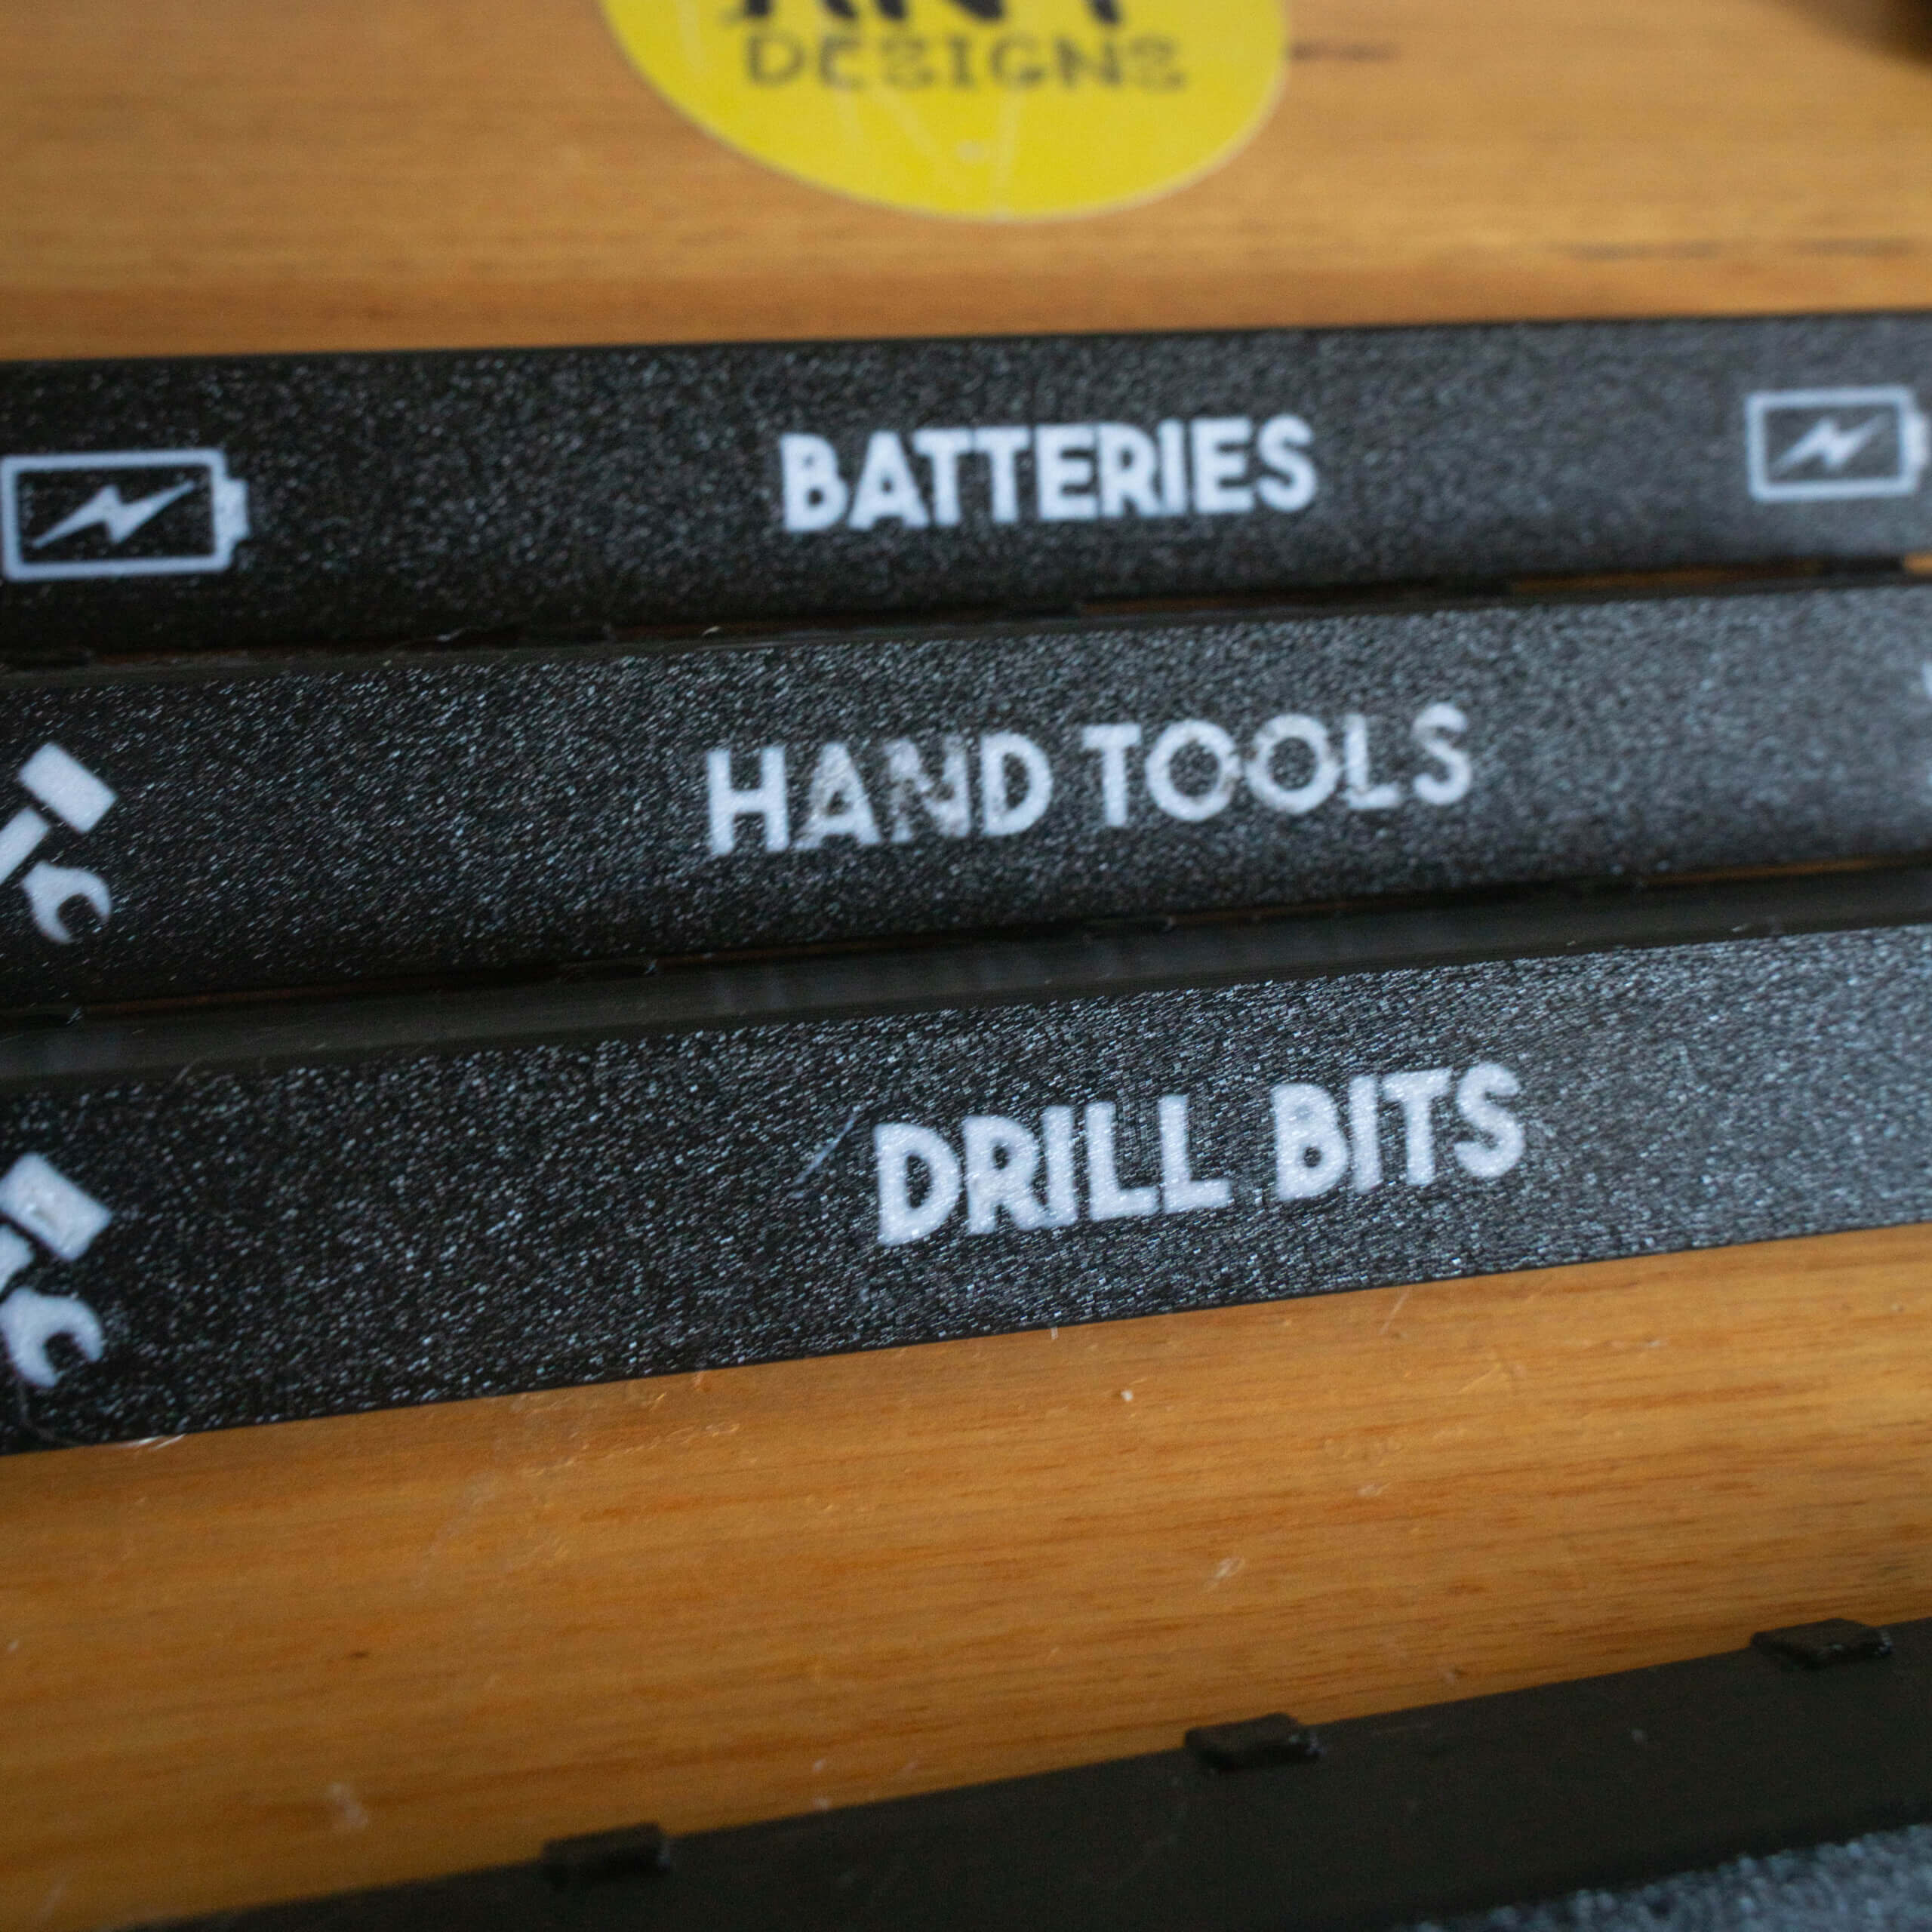 DESIGNS
BATTERIES
HAND TOOLS
DRILL BITS